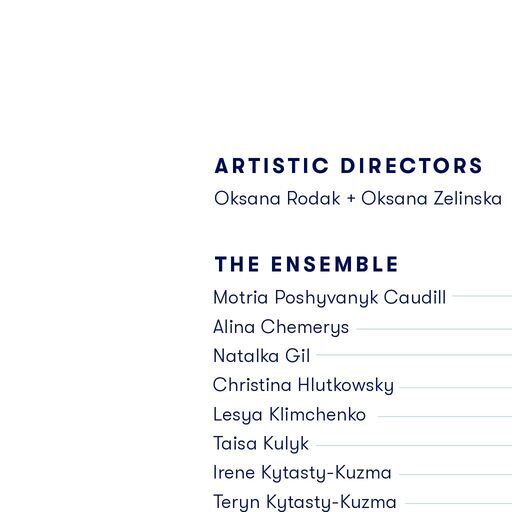 ARTISTIC DIRECTORS
Oksana Rodak + Oksana Zelinska
THE ENSEMBLE
Motria Poshyvanyk Caudill
Alina Chemerys
Natalka Gil
Christina Hlutkowsky
Lesya Klimchenko
Taisa Kulyk
Irene Kytasty-Kuzma
Teryn Kytasty-Kuzma